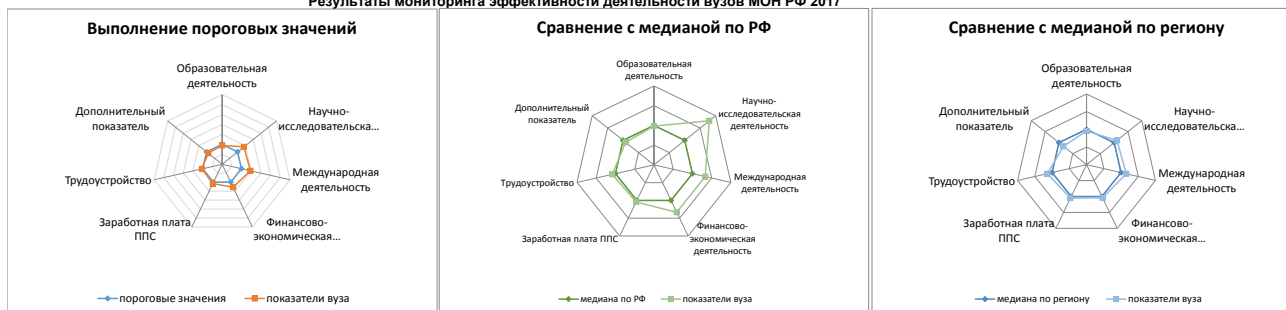 Результаты мониторинга эффективности деятельности вузов МОН РФ 2017
Выполнение пороговых значений
Образовательная
деятельность
Научно-
исследовательска...
Международная
деятельность
Финансово-
экономическая...
Заработная плата
ППС
Трудоустройство
Дополнительный
показатель
пороговые значения
показатели вуза
Сравнение с медианой по РФ
Образовательная
деятельность
Научно-
исследовательская
деятельность
Международная
деятельность
Финансово-
экономическая
деятельность
Заработная плата ППС
Трудоустройство
Дополнительный
показатель
медиана по РФ
показатели вуза
Сравнение с медианой по региону
Образовательная
деятельность
Научно-
исследовательска...
Международная
деятельность
Финансово-
экономическая...
Заработная плата
ППС
Трудоустройство
Дополнительный
показатель
медиана по региону
показатели вуза